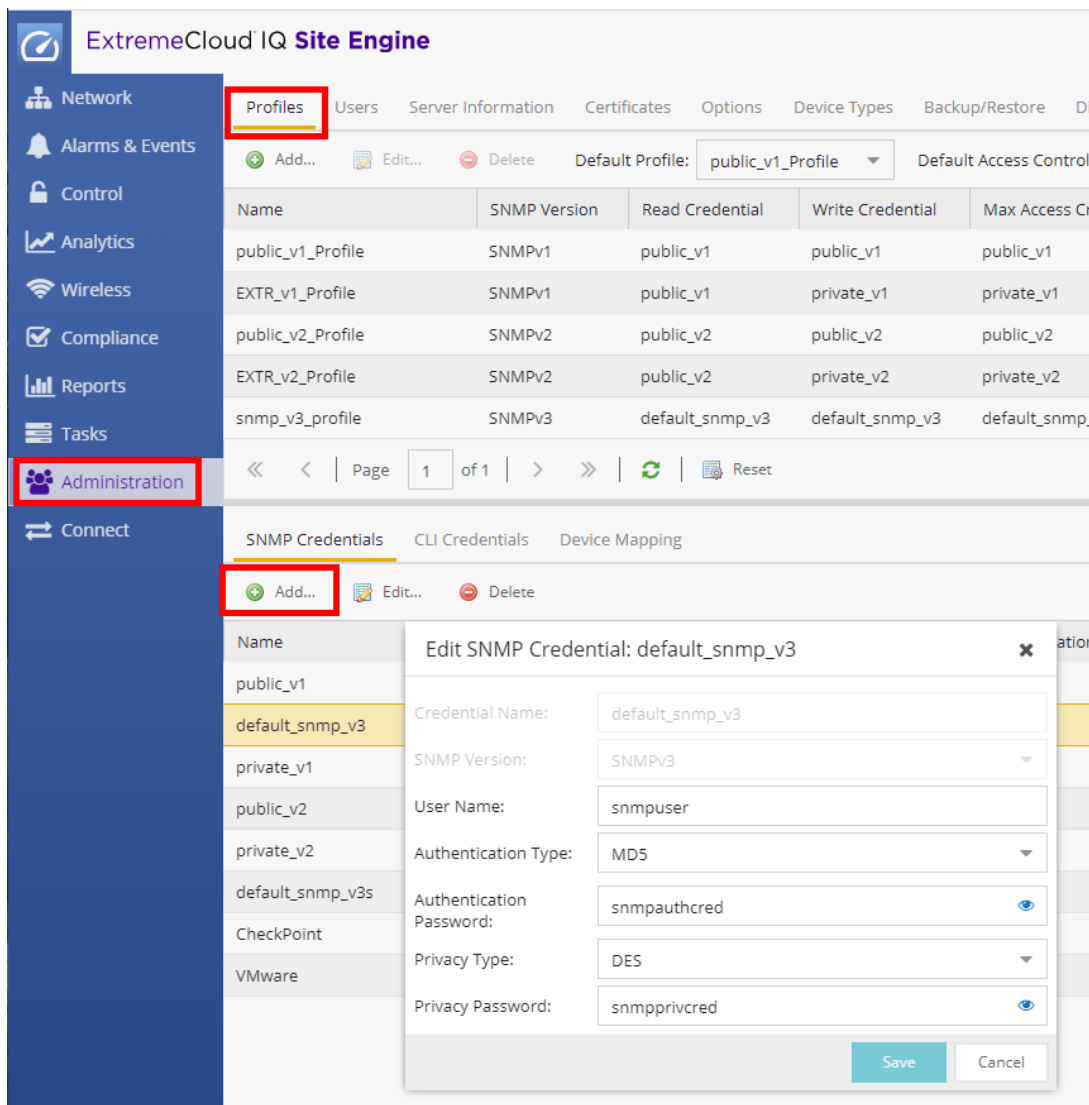 ExtremeCloud IQ Site Engine
Network
Alarms & Events
Control
Analytics
Wireless
Compliance
Reports
Tasks
Administration
Connect
Profiles Users Server Information Certificates Options Device Types Backup/Restore
Add... Edit... Delete Default Profile: public_v1_Profile Default Access Control
Name SNMP Version Read Credential Write Credential Max Access
public_v1_Profile SNMPv1 public_v1 public_v1 public_v1
EXTR_v1_Profile SNMPv1 public_v1 private_v1 private_v1
public_v2_Profile SNMPv2 public_v2 public_v2 public_v2
EXTR_v2_Profile SNMPv2 public_v2 private_v2 private_v2
snmp_v3_profile SNMPv3 default_snmp_v3 default_snmp_v3 default_snmp_
Page 1 of 1 Reset
SNMP Credentials CLI Credentials Device Mapping
Add... Edit... Delete
Name
public_v1
default_snmp_v3
private_v1
public_v2
private_v2
default_snmp_v3s
CheckPoint
VMware
Edit SNMP Credential: default_snmp_v3
Credential Name: default_snmp_v3
SNMP Version: SNMPv3
User Name: snmpuser
Authentication Type: MD5
Authentication Password: snmpauthcred
Privacy Type: DES
Privacy Password: snmpprivcred
Save Cancel